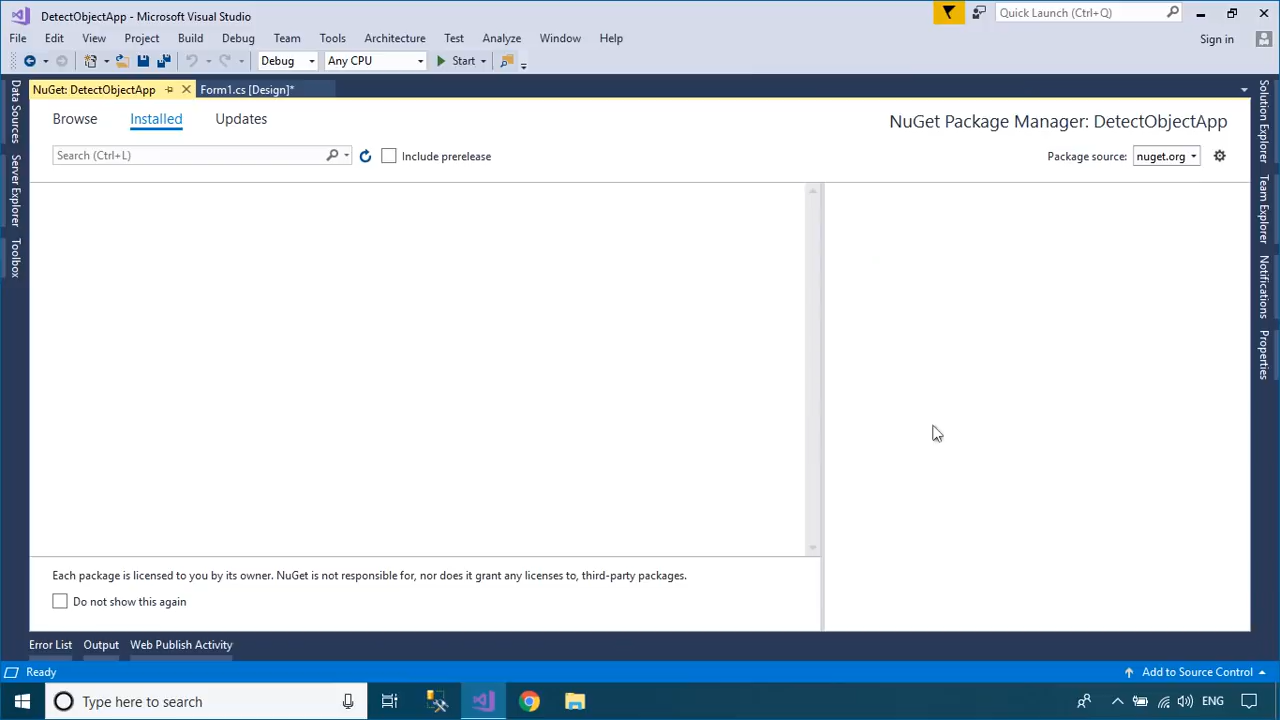 DetectObjectApp - Microsoft Visual Studio
Quick Launch (Ctrl+Q)
File Edit View Project Build Debug Team Tools Architecture Test Analyze Window Help
Sign in
Debug Any CPU Start
NuGet: DetectObjectApp Form1.cs [Design]*
Browse Installed Updates
NuGet Package Manager: DetectObjectApp
Search (Ctrl+L) Include prerelease
Package source: nuget.org
Data Sources
Server Explorer
Toolbox
Solution Explorer
Team Explorer
Notifications
Properties
Each package is licensed to you by its owner. NuGet is not responsible for, nor does it grant any licenses to, third-party packages.
Do not show this again
Error List Output Web Publish Activity
Ready
Add to Source Control
Type here to search
ENG